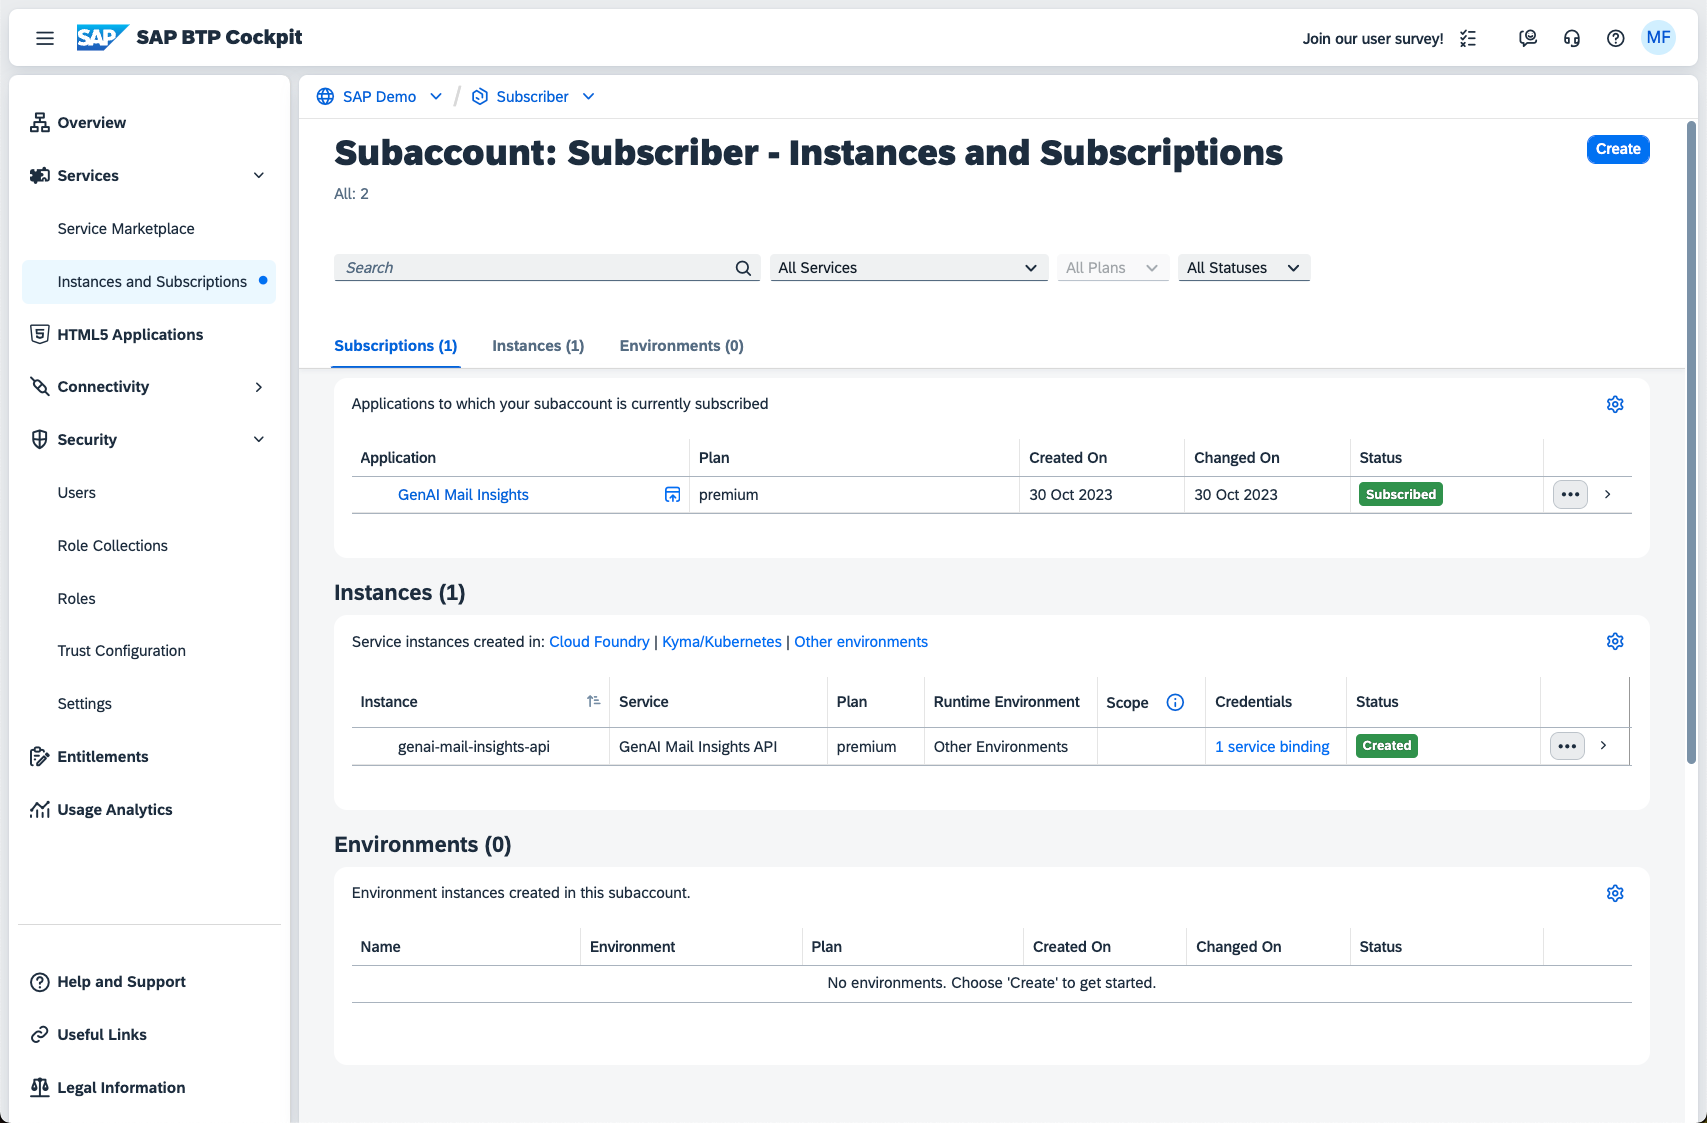 SAP SAP BTP Cockpit
Join our user survey!
MF
Overview
Services
Service Marketplace
Instances and Subscriptions
HTML5 Applications
Connectivity
Security
Users
Role Collections
Roles
Trust Configuration
Settings
Entitlements
Usage Analytics
Help and Support
Useful Links
Legal Information
SAP Demo / Subscriber
Subaccount: Subscriber - Instances and Subscriptions
Create
All: 2
Search All Services All Plans All Statuses
Subscriptions (1) Instances (1) Environments (0)
Applications to which your subaccount is currently subscribed
Application Plan Created On Changed On Status
GenAI Mail Insights premium 30 Oct 2023 30 Oct 2023 Subscribed
Instances (1)
Service instances created in: Cloud Foundry | Kyma/Kubernetes | Other environments
Instance Service Plan Runtime Environment Scope Credentials Status
genai-mail-insights-api GenAI Mail Insights API premium Other Environments 1 service binding Created
Environments (0)
Environment instances created in this subaccount.
Name Environment Plan Created On Changed On Status
No environments. Choose 'Create' to get started.